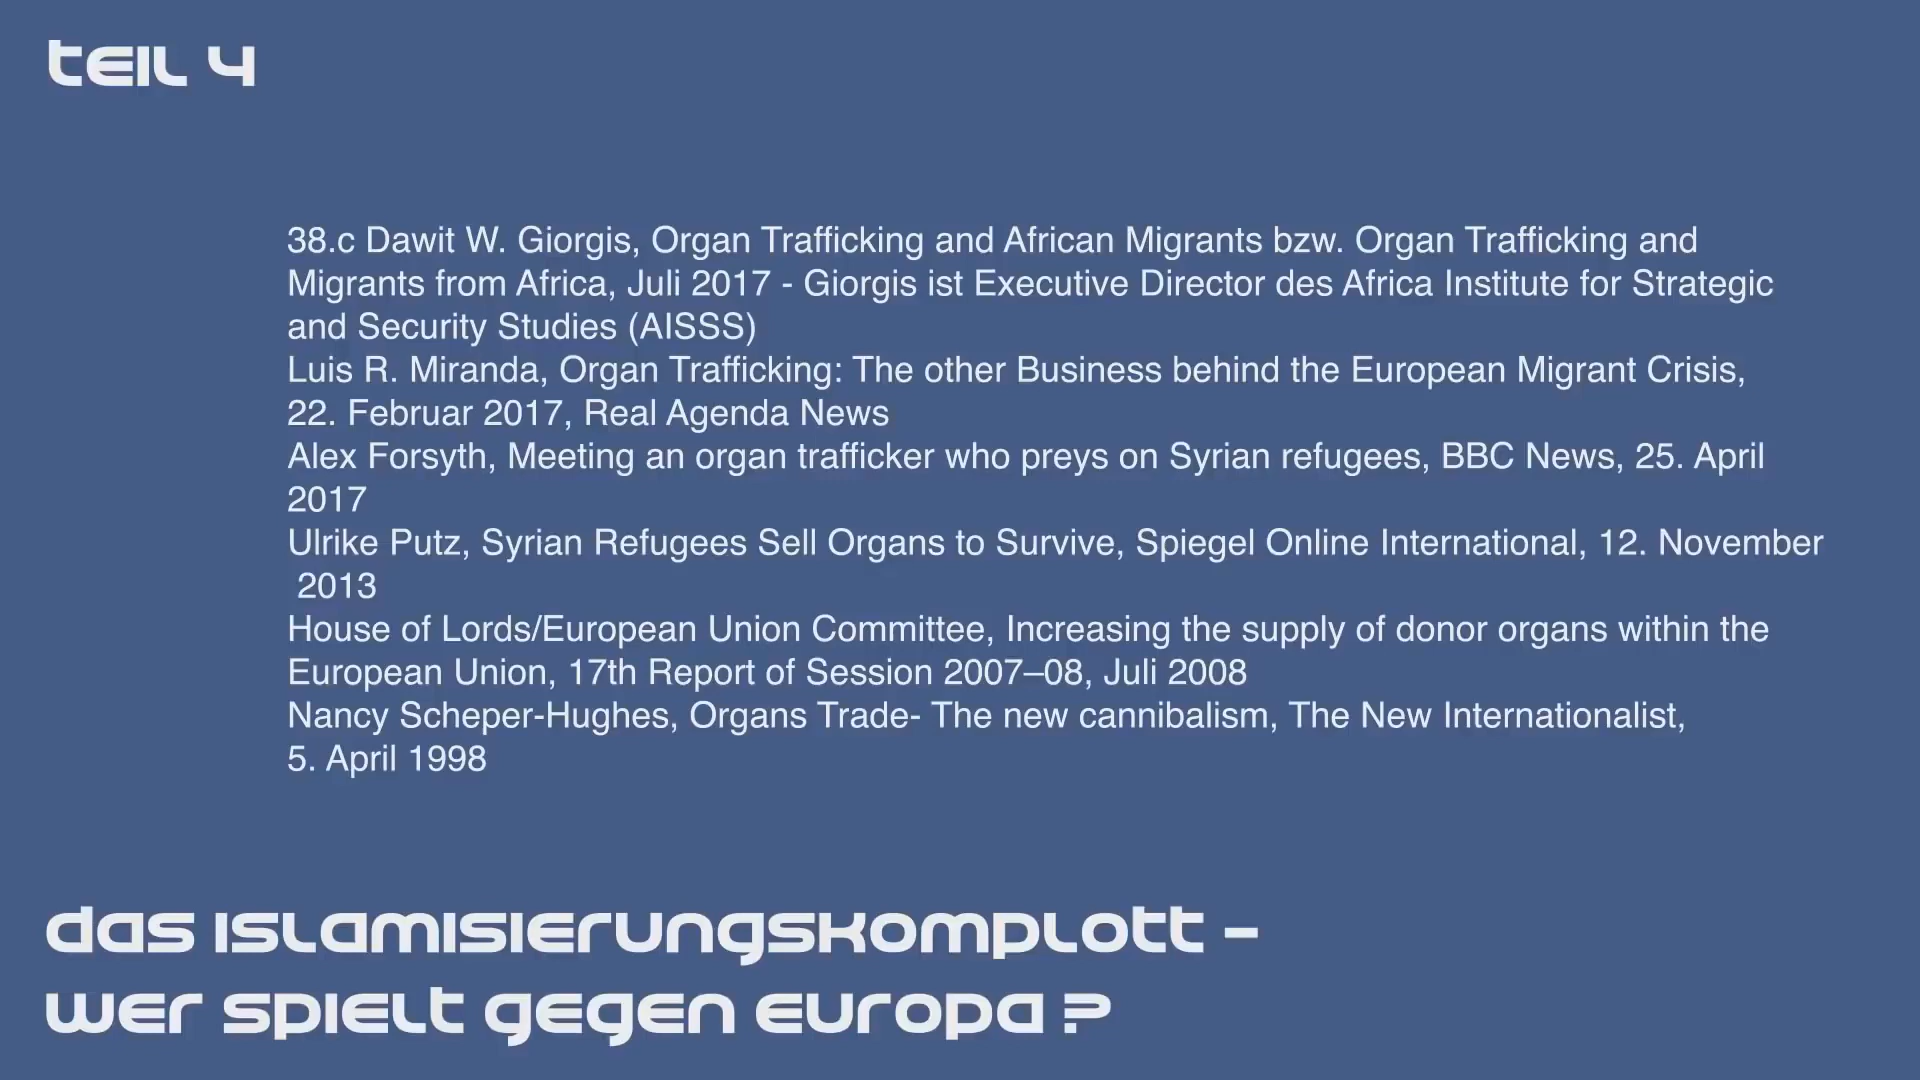 Teil 4
38.c Dawit W. Giorgis, Organ Trafficking and African Migrants bzw. Organ Trafficking and
Migrants from Africa, Juli 2017 - Giorgis ist Executive Director des Africa Institute for Strategic
and Security Studies (AISSS)
Luis R. Miranda, Organ Trafficking: The other Business behind the European Migrant Crisis,
22. Februar 2017, Real Agenda News
Alex Forsyth, Meeting an organ trafficker who preys on Syrian refugees, BBC News, 25. April
2017
Ulrike Putz, Syrian Refugees Sell Organs to Survive, Spiegel Online International, 12. November
2013
House of Lords/European Union Committee, Increasing the supply of donor organs within the
European Union, 17th Report of Session 2007–08, Juli 2008
Nancy Scheper-Hughes, Organs Trade- The new cannibalism, The New Internationalist,
5. April 1998
das Islamisierungskomplott –
wer spielt gegen Europa ?